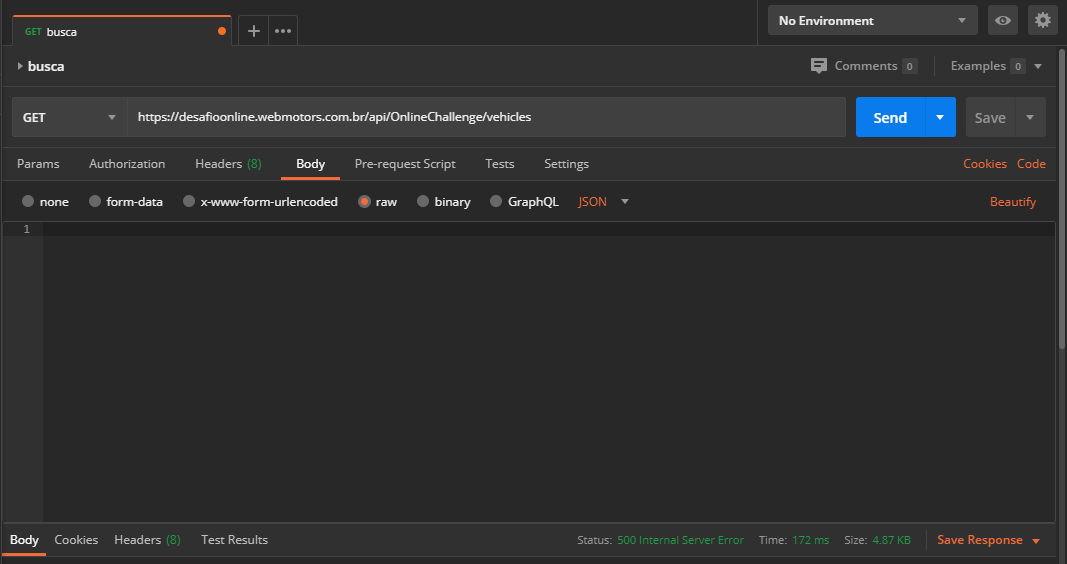 GET busca
No Environment
busca
Comments 0 Examples 0
GET https://desafioonline.webmotors.com.br/api/OnlineChallenge/vehicles Send Save
Params Authorization Headers (8) Body Pre-request Script Tests Settings Cookies Code
none form-data x-www-form-urlencoded raw binary GraphQL JSON Beautify
1
Body Cookies Headers (8) Test Results Status: 500 Internal Server Error Time: 172 ms Size: 4.87 KB Save Response